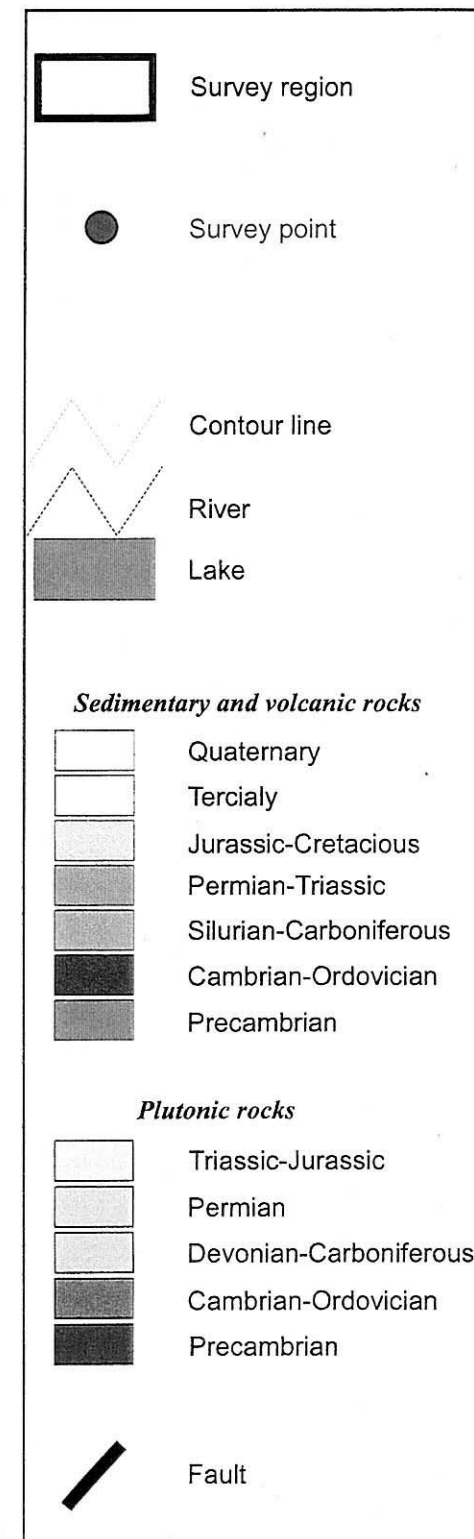 Survey region
Survey point
Contour line
River
Lake
Sedimentary and volcanic rocks
Quaternary
Tercialy
Jurassic-Cretacious
Permian-Triassic
Silurian-Carboniferous
Cambrian-Ordovician
Precambrian
Plutonic rocks
Triassic-Jurassic
Permian
Devonian-Carboniferous
Cambrian-Ordovician
Precambrian
Fault